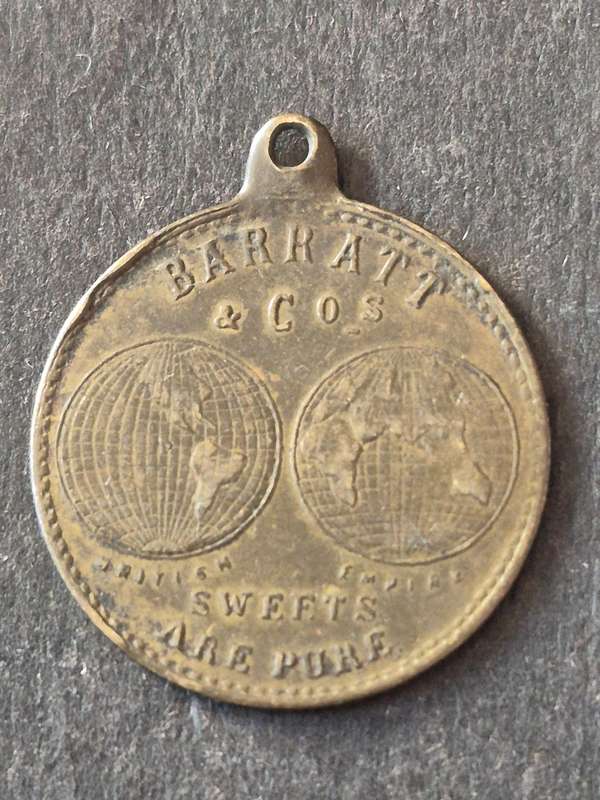 BARRATT
& COS
BRITISH EMPIRE
SWEETS
ARE PURE